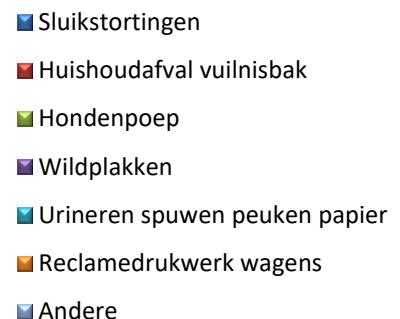 Sluikstortingen
Huishoudafval vuilnisbak
Hondenpoep
Wildplakken
Urineren spuwen peuken papier
Reclamedrukwerk wagens
Andere